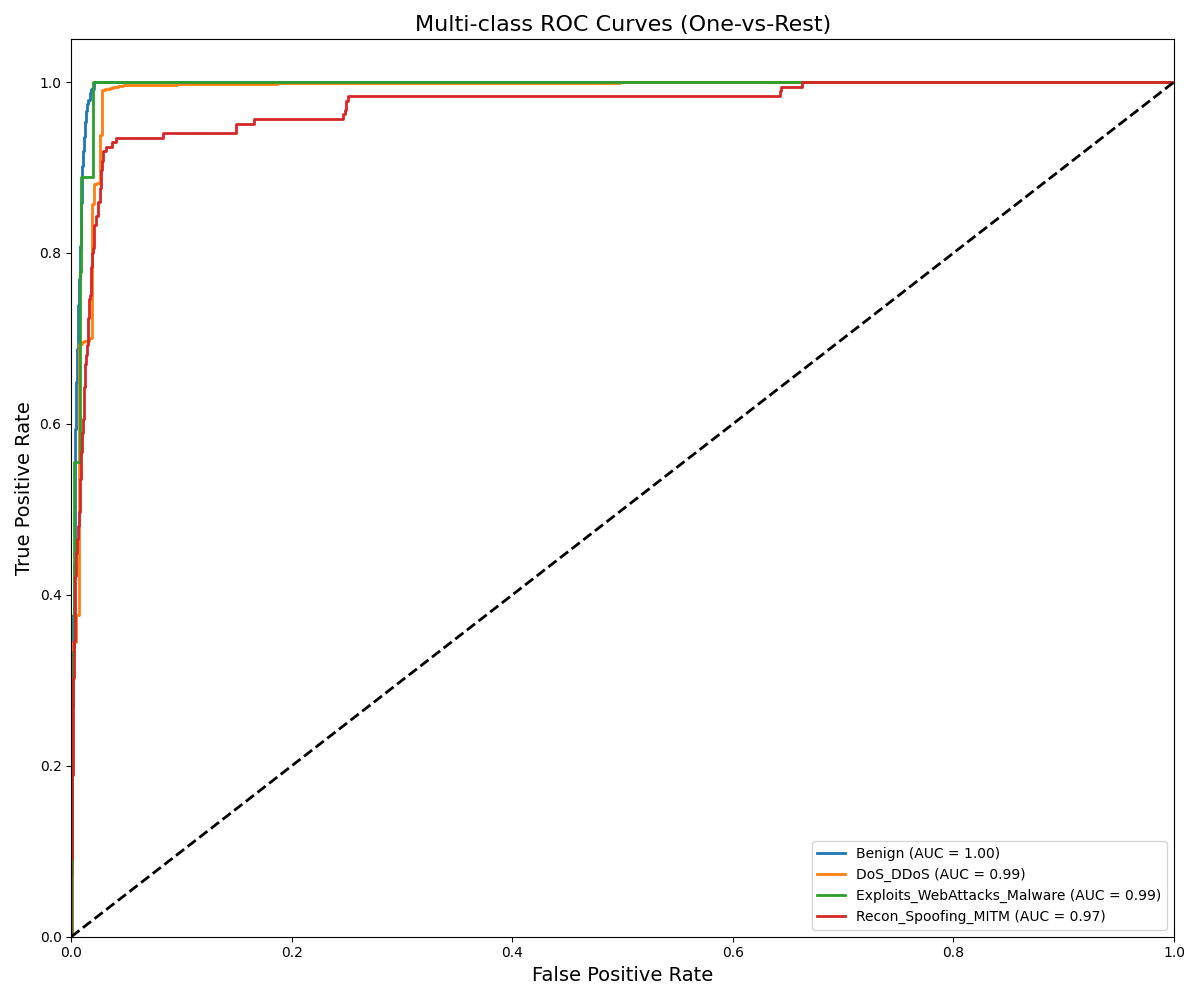 Multi-class ROC Curves (One-vs-Rest)
True Positive Rate
1.0
0.8
0.6
0.4
0.2
0.0
0.0 0.2 0.4 0.6 0.8 1.0
False Positive Rate
Benign (AUC = 1.00)
DoS_DDoS (AUC = 0.99)
Exploits_WebAttacks_Malware (AUC = 0.99)
Recon_Spoofing_MITM (AUC = 0.97)